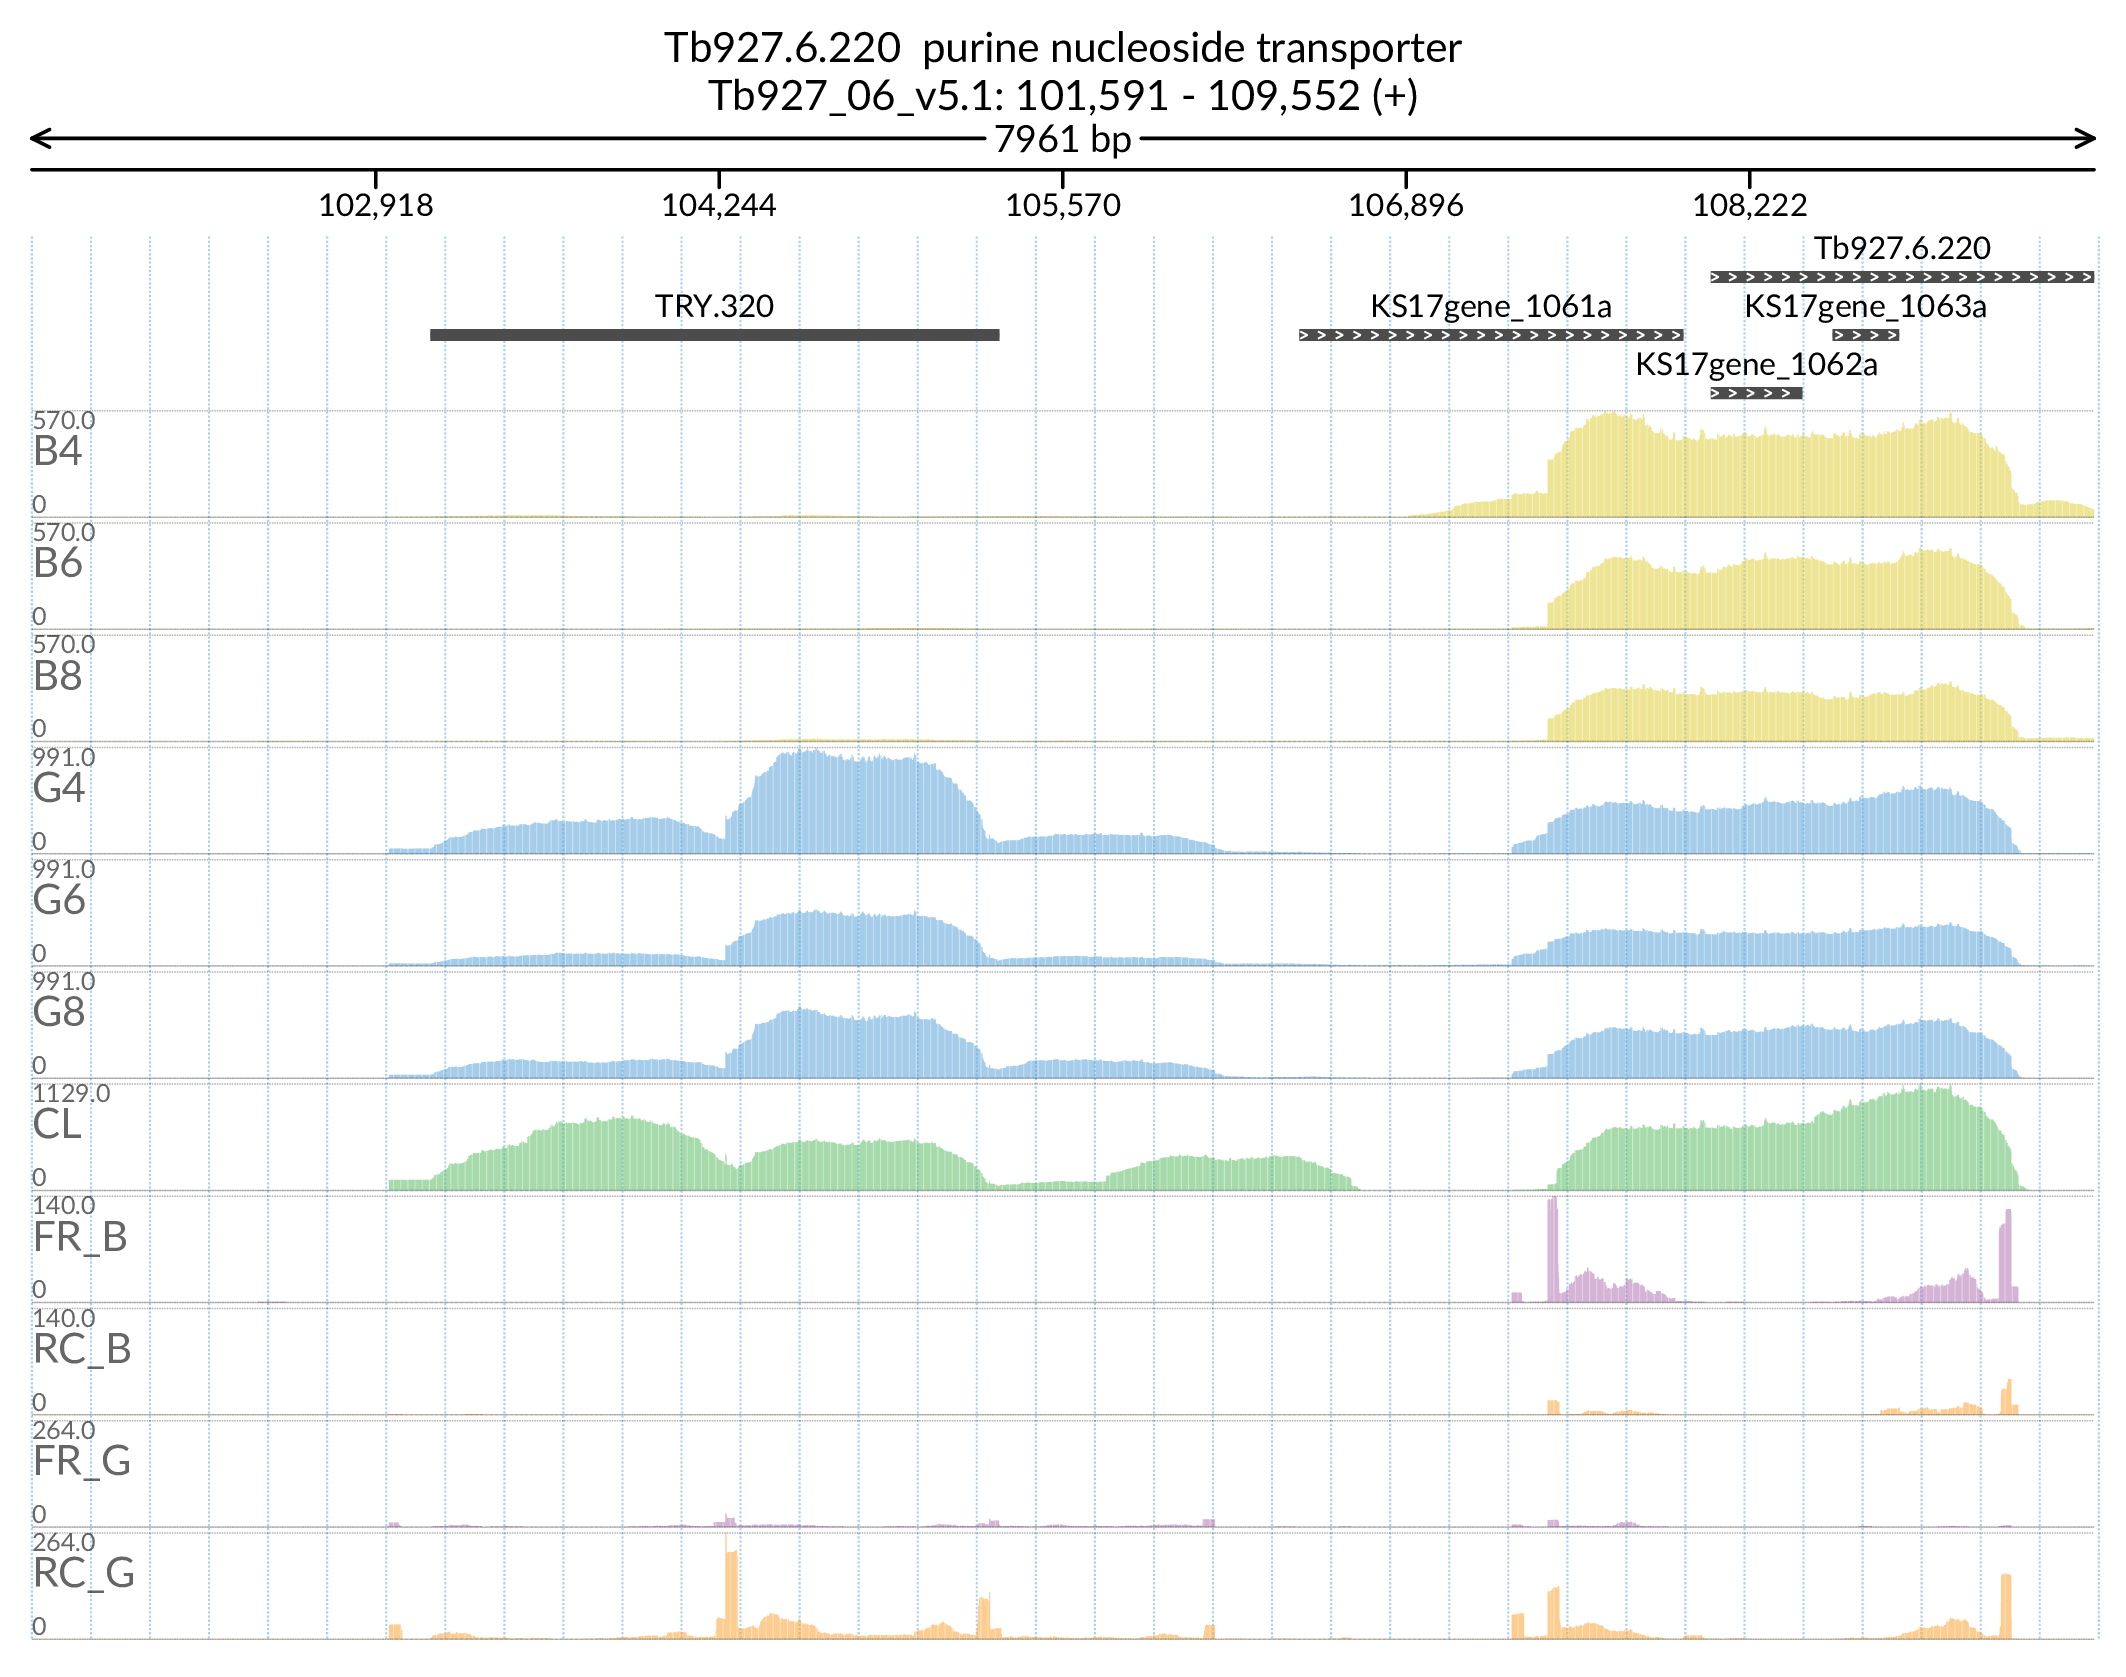 Tb927.6.220 purine nucleoside transporter
Tb927_06_v5.1: 101,591 - 109,552 (+)
7961 bp
102,918 104,244 105,570 106,896 108,222
Tb927.6.220
TRY.320 KS17gene_1061a KS17gene_1063a
KS17gene_1062a
570.0
B4
0
570.0
B6
0
570.0
B8
0
991.0
G4
0
991.0
G6
0
991.0
G8
0
1129.0
CL
0
140.0
FR_B
0
140.0
RC_B
0
264.0
FR_G
0
264.0
RC_G
0